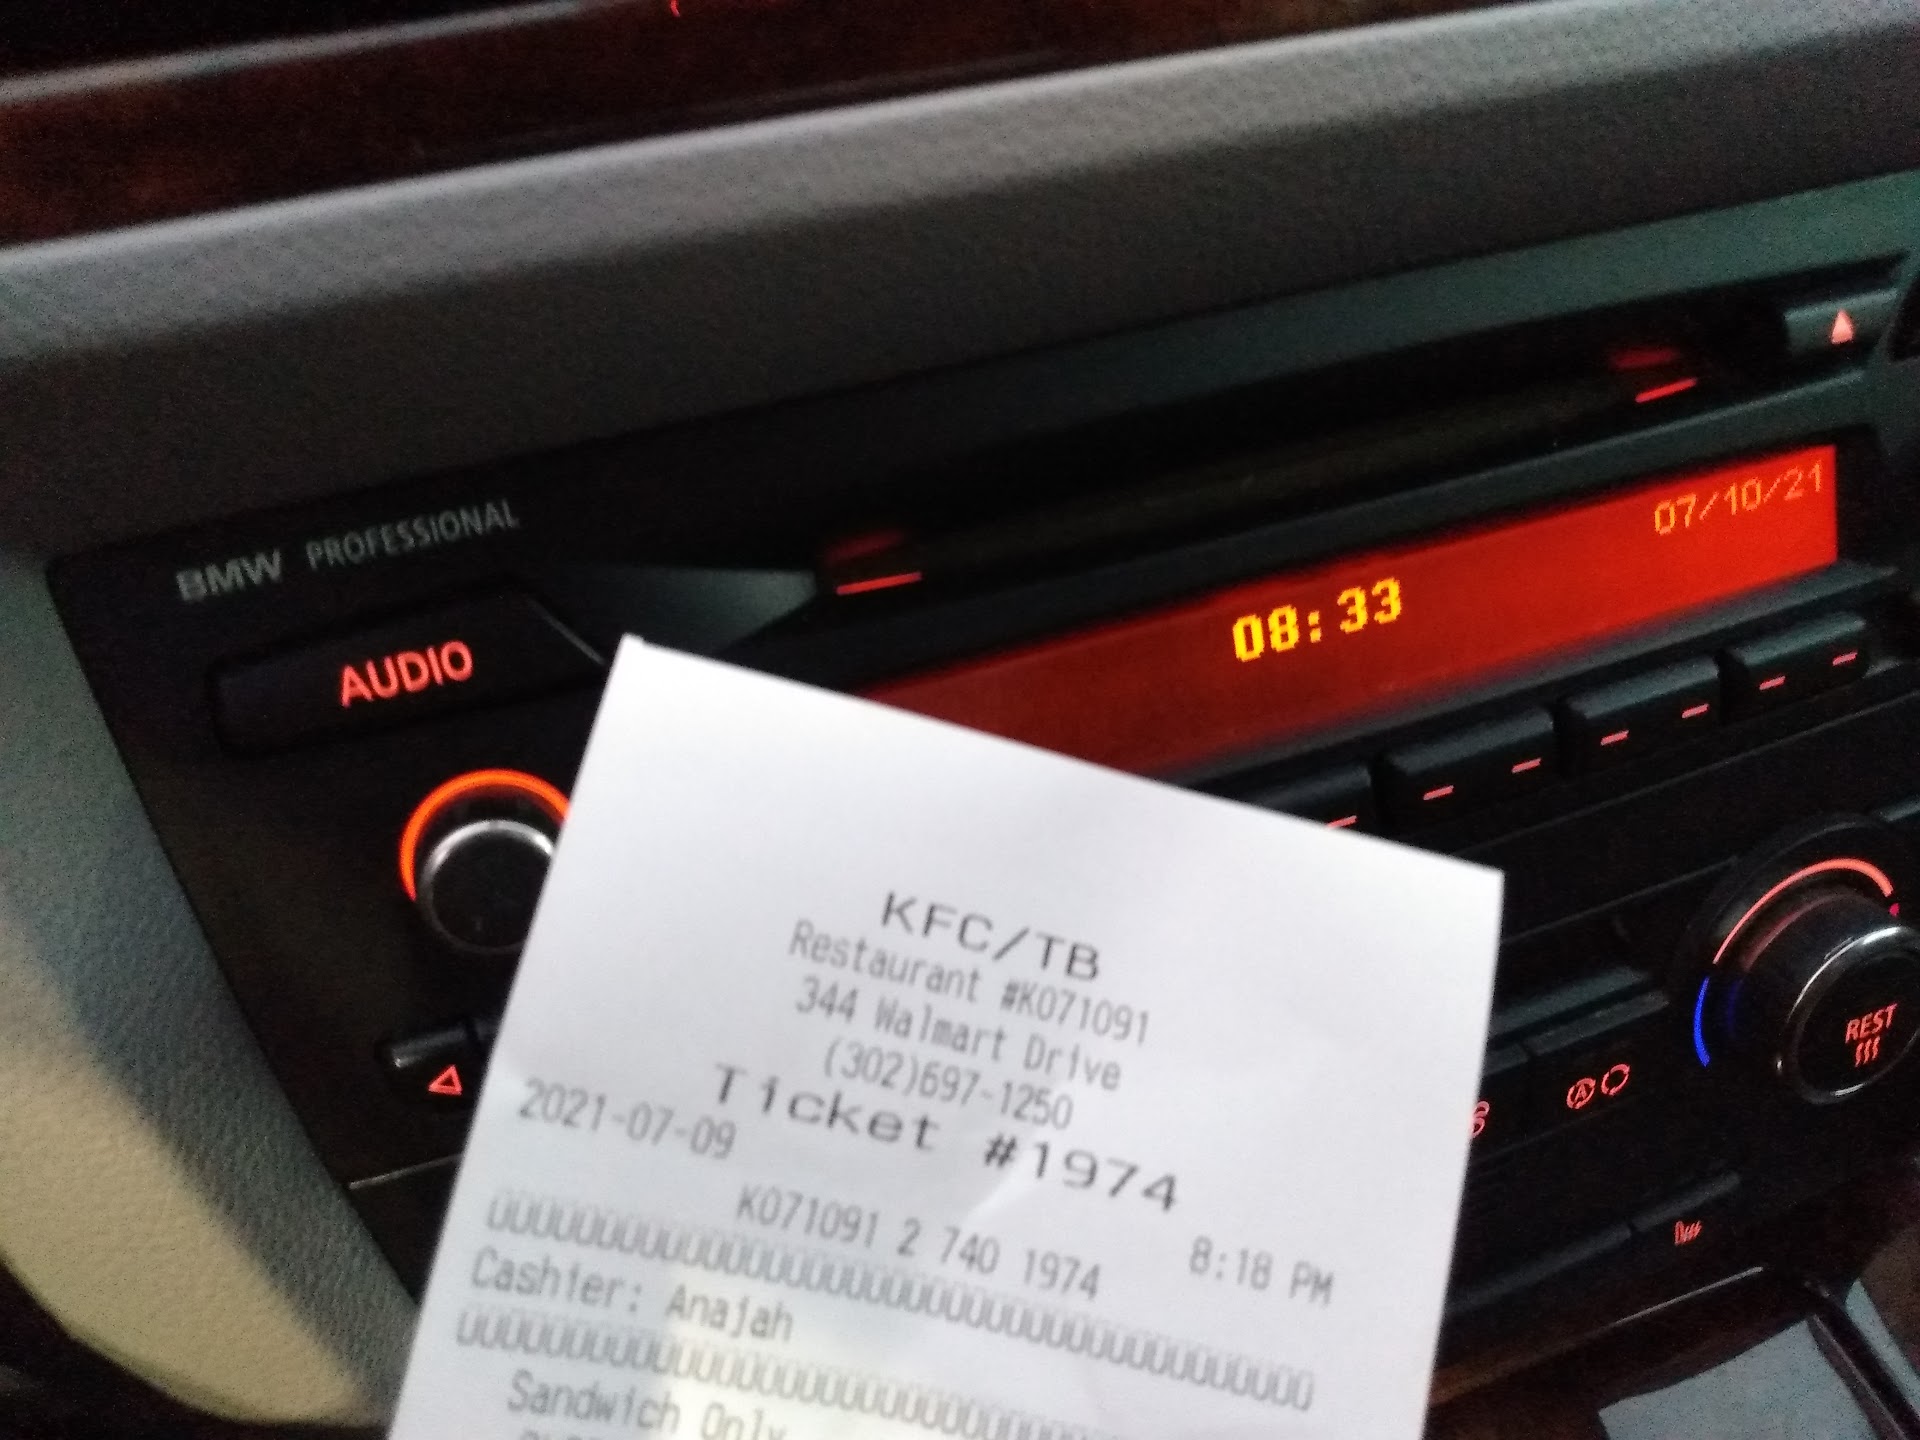 BMW PROFESSIONAL
07/10/21
08:33
AUDIO
REST
KFC/TB
Restaurant #K071091
344 Walmart Drive
(302)697-1250
Ticket #1974
2021-07-09 8:18 PM
K071091 2 740 1974
Cashier: Anajah
Sandwich Only